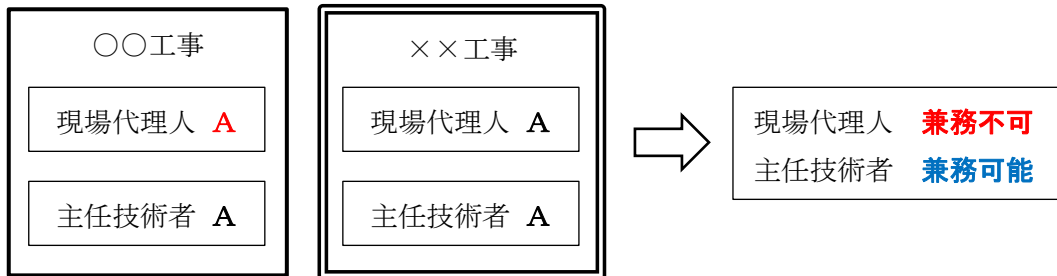 〇〇工事
現場代理人 A
主任技術者 A
××工事
現場代理人 A
主任技術者 A
現場代理人 兼務不可
主任技術者 兼務可能